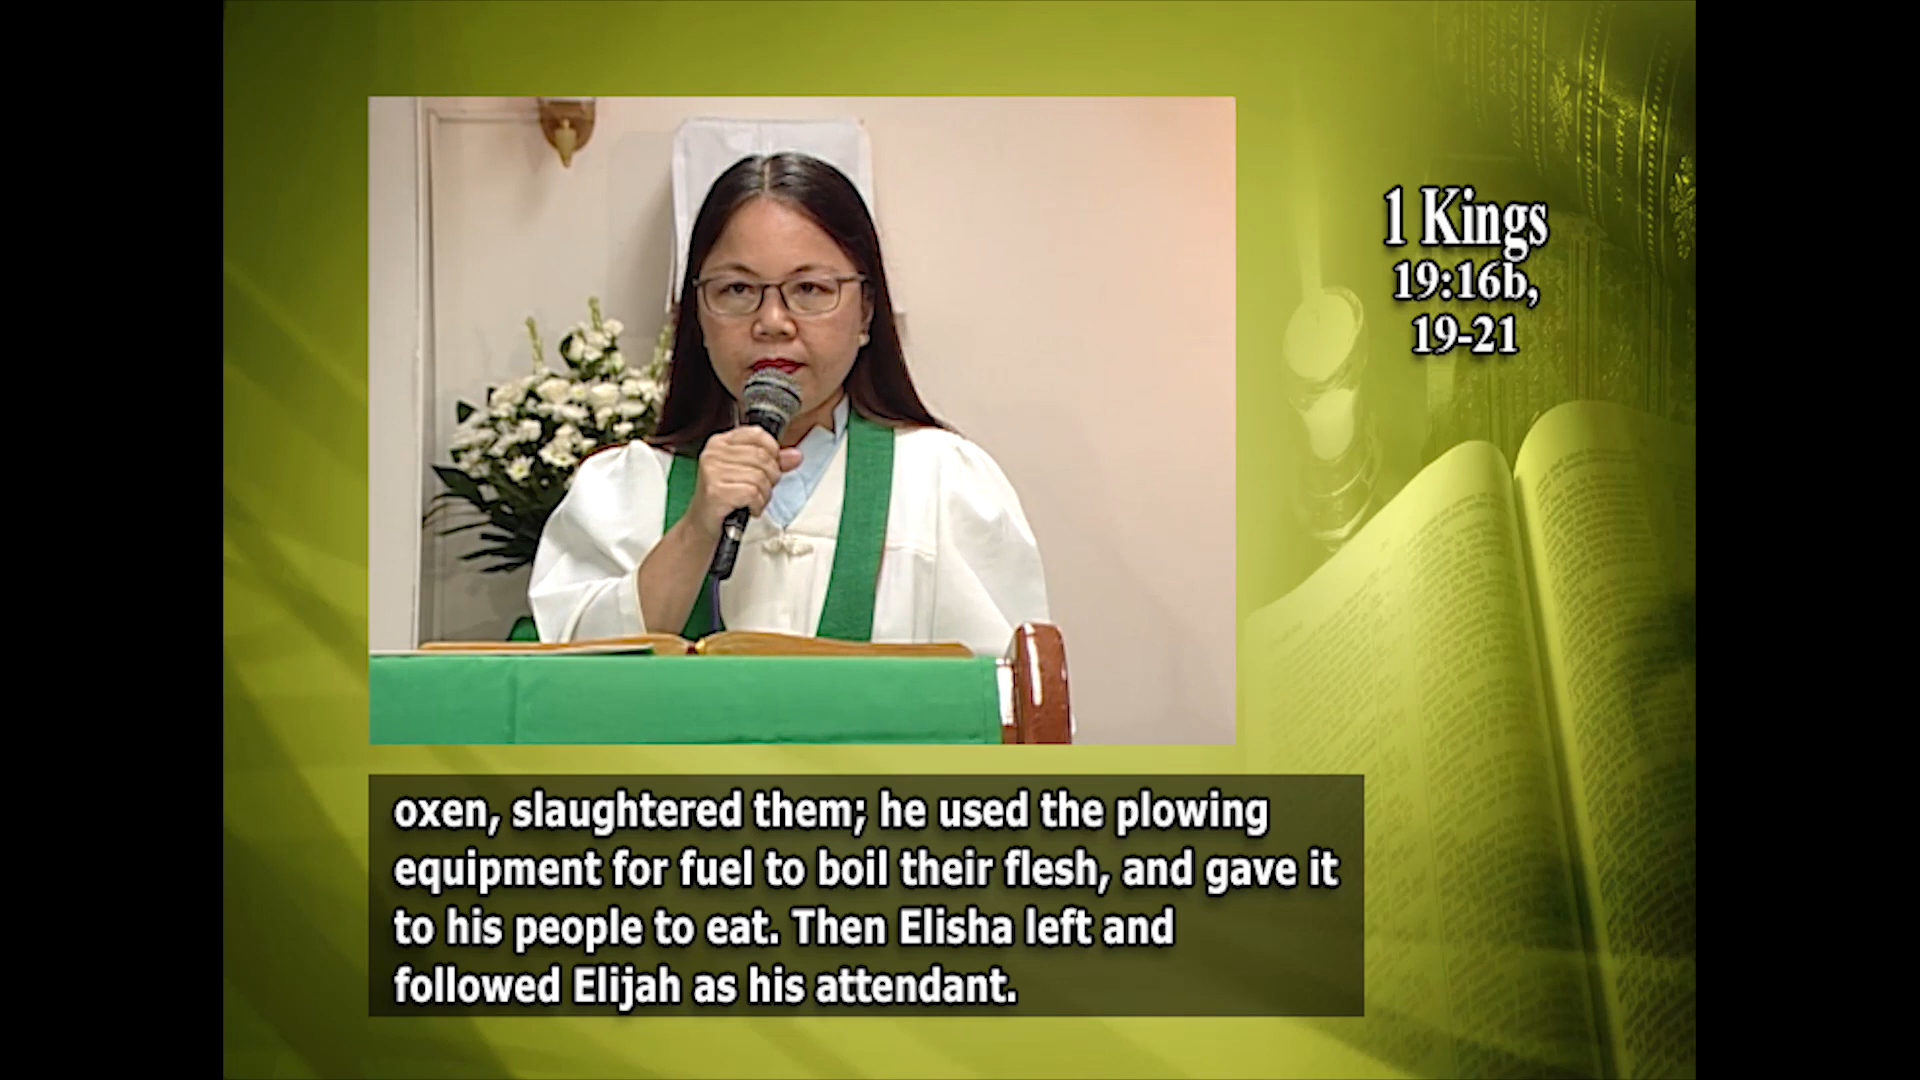 1 Kings
19:16b,
19-21
oxen, slaughtered them; he used the plowing
equipment for fuel to boil their flesh, and gave it
to his people to eat. Then Elisha left and
followed Elijah as his attendant.